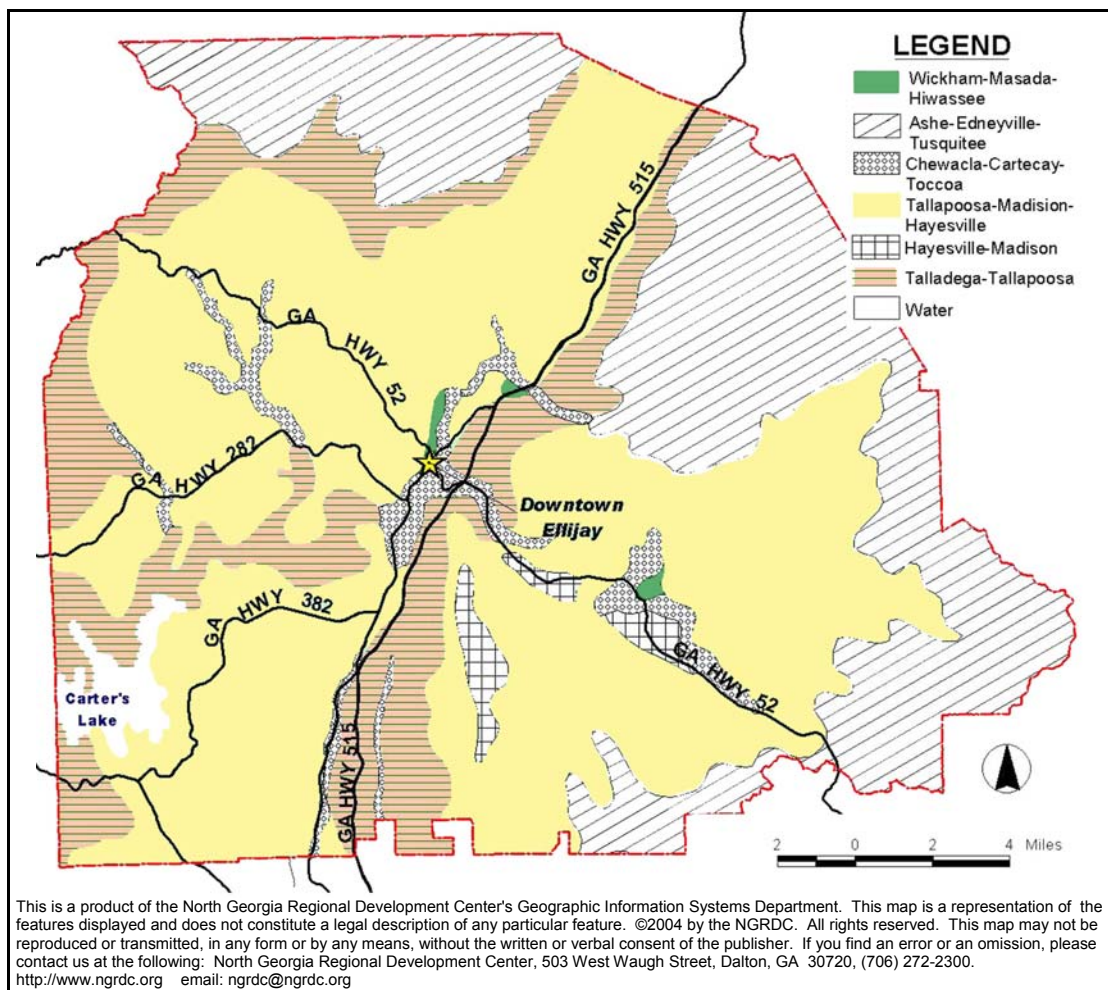 LEGEND
Wickham-Masada-
Hiwassee
Ashe-Edneyville-
Tusquitee
Chewacla-Cartecay-
Toccoa
Tallapoosa-Madision-
Hayesville
Hayesville-Madison
Talladega-Tallapoosa
Water
GA HWY 515
GA HWY 52
GA HWY 282
Downtown
Ellijay
GA HWY 382
GA HWY 52
Carter's
Lake
GA HWY 515
2 0 2 4 Miles
This is a product of the North Georgia Regional Development Center's Geographic Information Systems Department. This map is a representation of the
features displayed and does not constitute a legal description of any particular feature. ©2004 by the NGRDC. All rights reserved. This map may not be
reproduced or transmitted, in any form or by any means, without the written or verbal consent of the publisher. If you find an error or an omission, please
contact us at the following: North Georgia Regional Development Center, 503 West Waugh Street, Dalton, GA 30720, (706) 272-2300.
http://www.ngrdc.org email: ngrdc@ngrdc.org